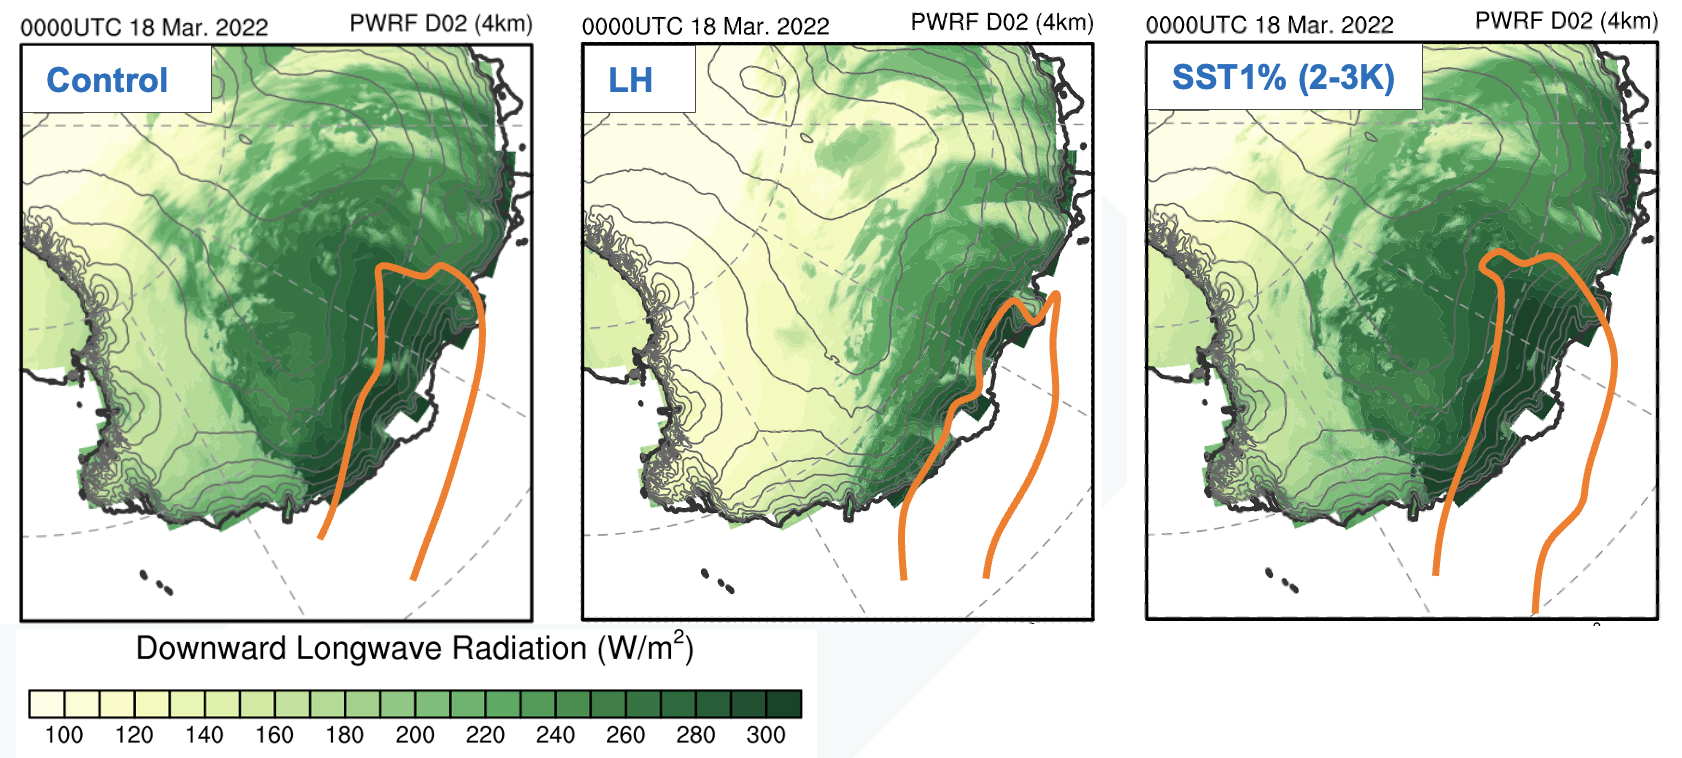 0000UTC 18 Mar. 2022 PWRF D02 (4km)
Control
0000UTC 18 Mar. 2022 PWRF D02 (4km)
LH
0000UTC 18 Mar. 2022 PWRF D02 (4km)
SST1% (2-3K)
Downward Longwave Radiation (W/m²)
100 120 140 160 180 200 220 240 260 280 300